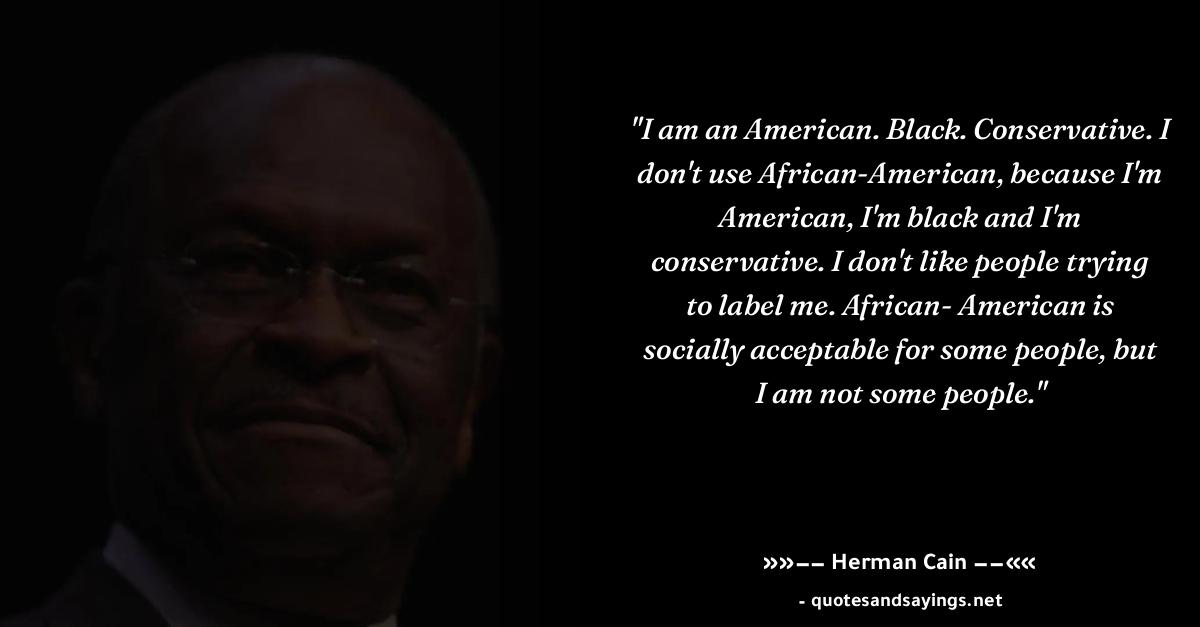 "I am an American. Black. Conservative. I
don't use African-American, because I'm
American, I'm black and I'm
conservative. I don't like people trying
to label me. African- American is
socially acceptable for some people, but
I am not some people."
»»–– Herman Cain ––««
- quotesandsayings.net